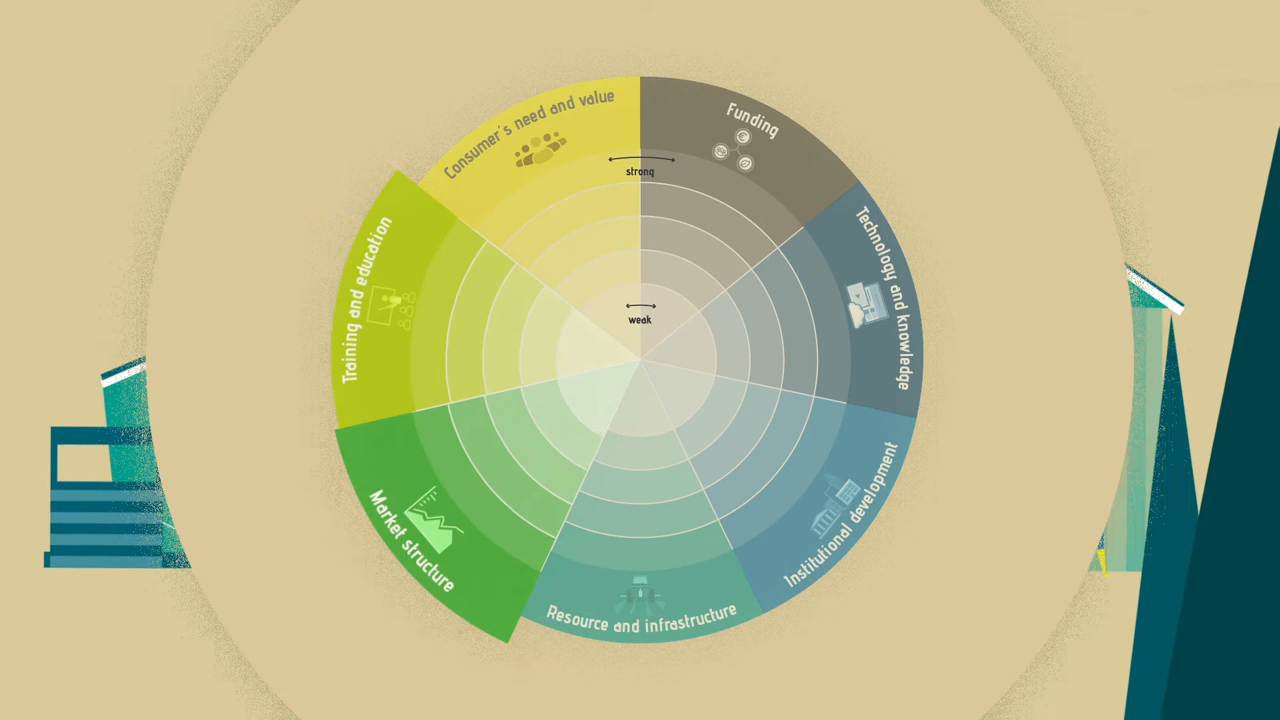 Consumer's need and value
Funding
strong
Technology and knowledge
Training and education
weak
Institutional development
Market structure
Resource and infrastructure